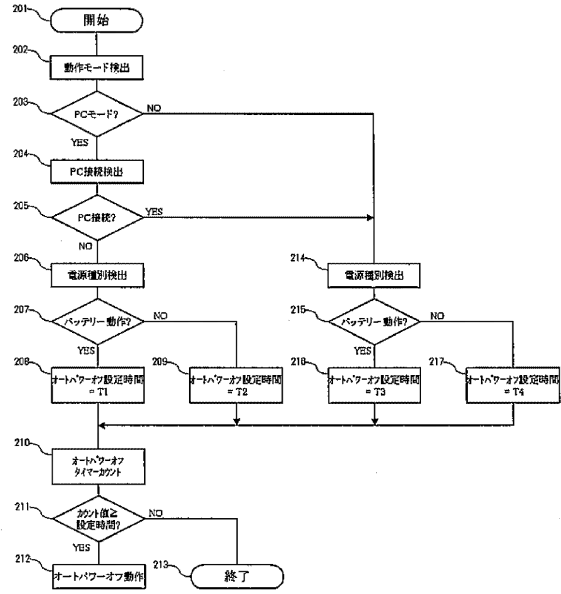 201
開始
202
動作モード検出
203
PCモード?
NO
YES
204
PC接続検出
205
PC接続?
YES
NO
206
電源種別検出
214
電源種別検出
207
バッテリー動作?
NO
YES
215
バッテリー動作?
NO
YES
208
オートパワーオフ設定時間
= T1
209
オートパワーオフ設定時間
= T2
216
オートパワーオフ設定時間
= T3
217
オートパワーオフ設定時間
= T4
210
オートパワーオフ
タイマーカウント
211
カウント値≧
設定時間?
NO
YES
212
オートパワーオフ動作
213
終了